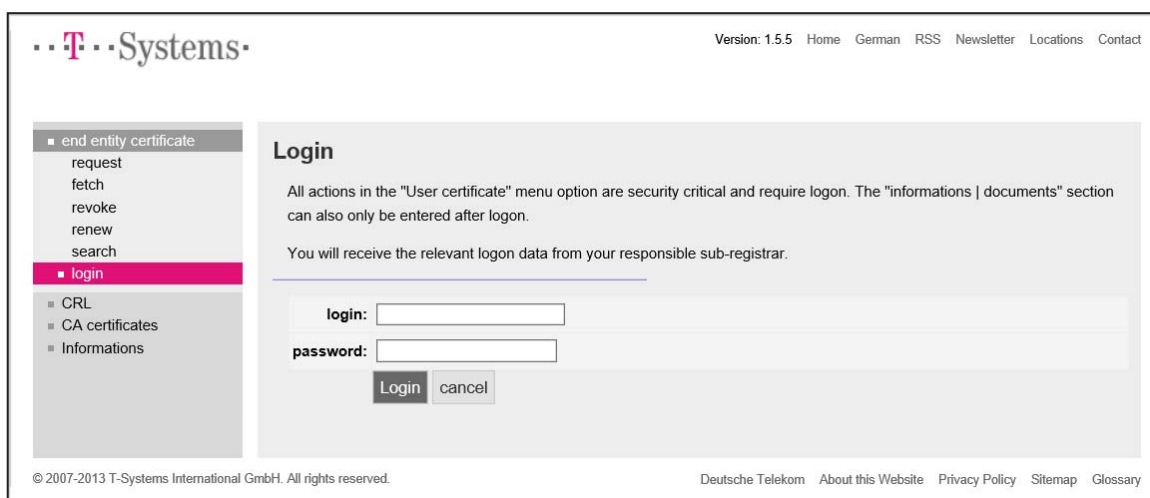 ··T··Systems·
Version: 1.5.5 Home German RSS Newsletter Locations Contact
end entity certificate
request
fetch
revoke
renew
search
login
CRL
CA certificates
Informations
Login
All actions in the "User certificate" menu option are security critical and require logon. The "informations | documents" section
can also only be entered after logon.
You will receive the relevant logon data from your responsible sub-registrar.
login:
password:
Login cancel
© 2007-2013 T-Systems International GmbH. All rights reserved.
Deutsche Telekom About this Website Privacy Policy Sitemap Glossary